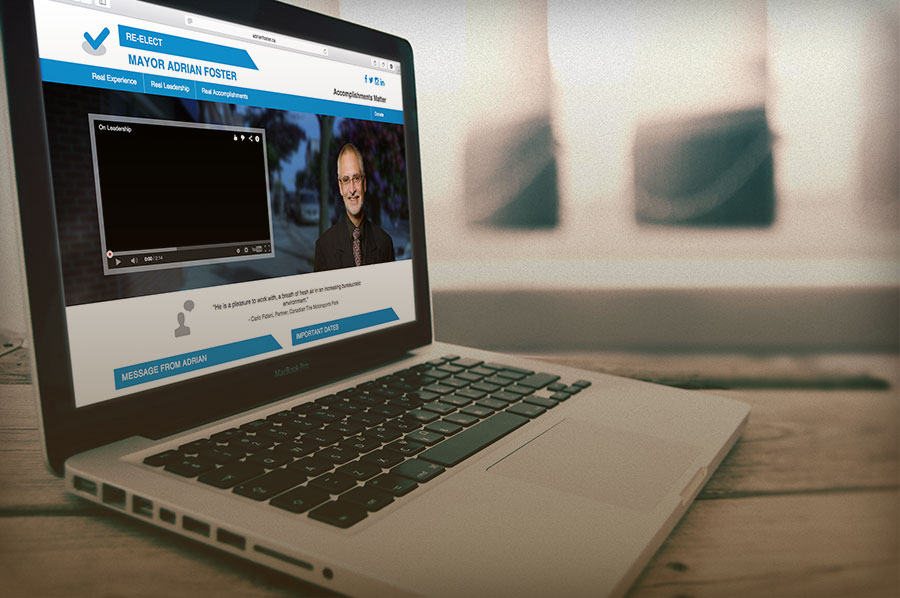 adrianfoster.ca
RE-ELECT
MAYOR ADRIAN FOSTER
Real Experience
Real Leadership
Real Accomplishments
Accomplishments Matter
Donate
On Leadership
0:00 / 2:14
"He is a pleasure to work with, a breath of fresh air in an increasing bureaucratic
environment."
- Carlo Fidani, Partner, Canadian Tire Motorsports Park
MESSAGE FROM ADRIAN
IMPORTANT DATES
MacBook Pro